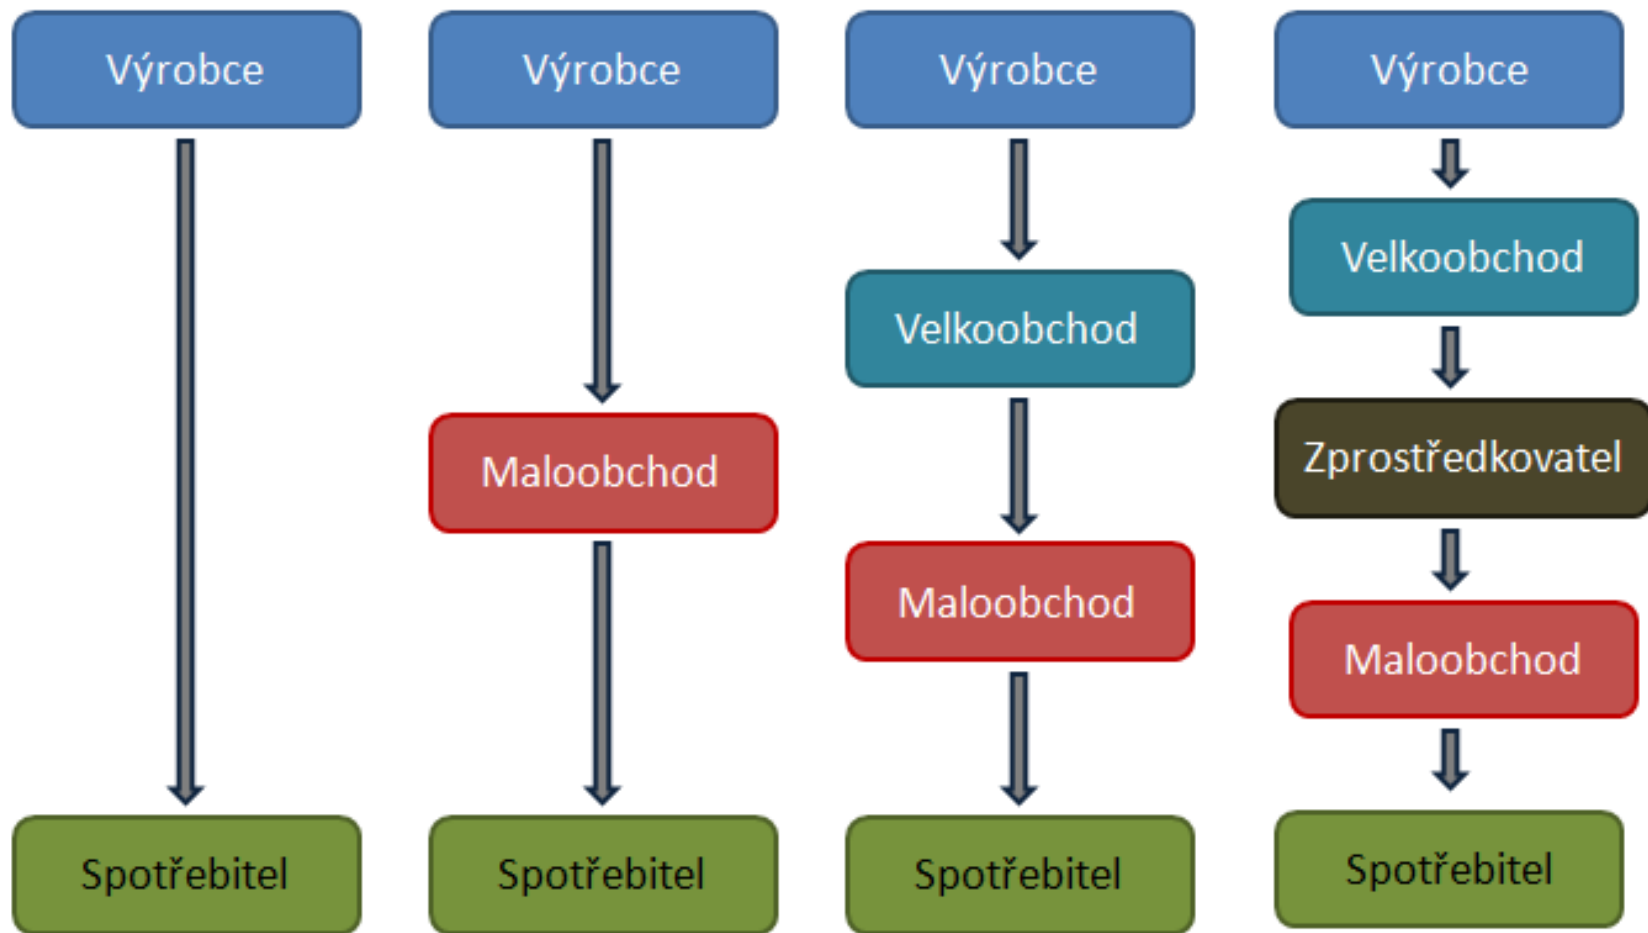 Výrobce
Spotřebitel
Výrobce
Maloobchod
Spotřebitel
Výrobce
Velkoobchod
Maloobchod
Spotřebitel
Výrobce
Velkoobchod
Zprostředkovatel
Maloobchod
Spotřebitel